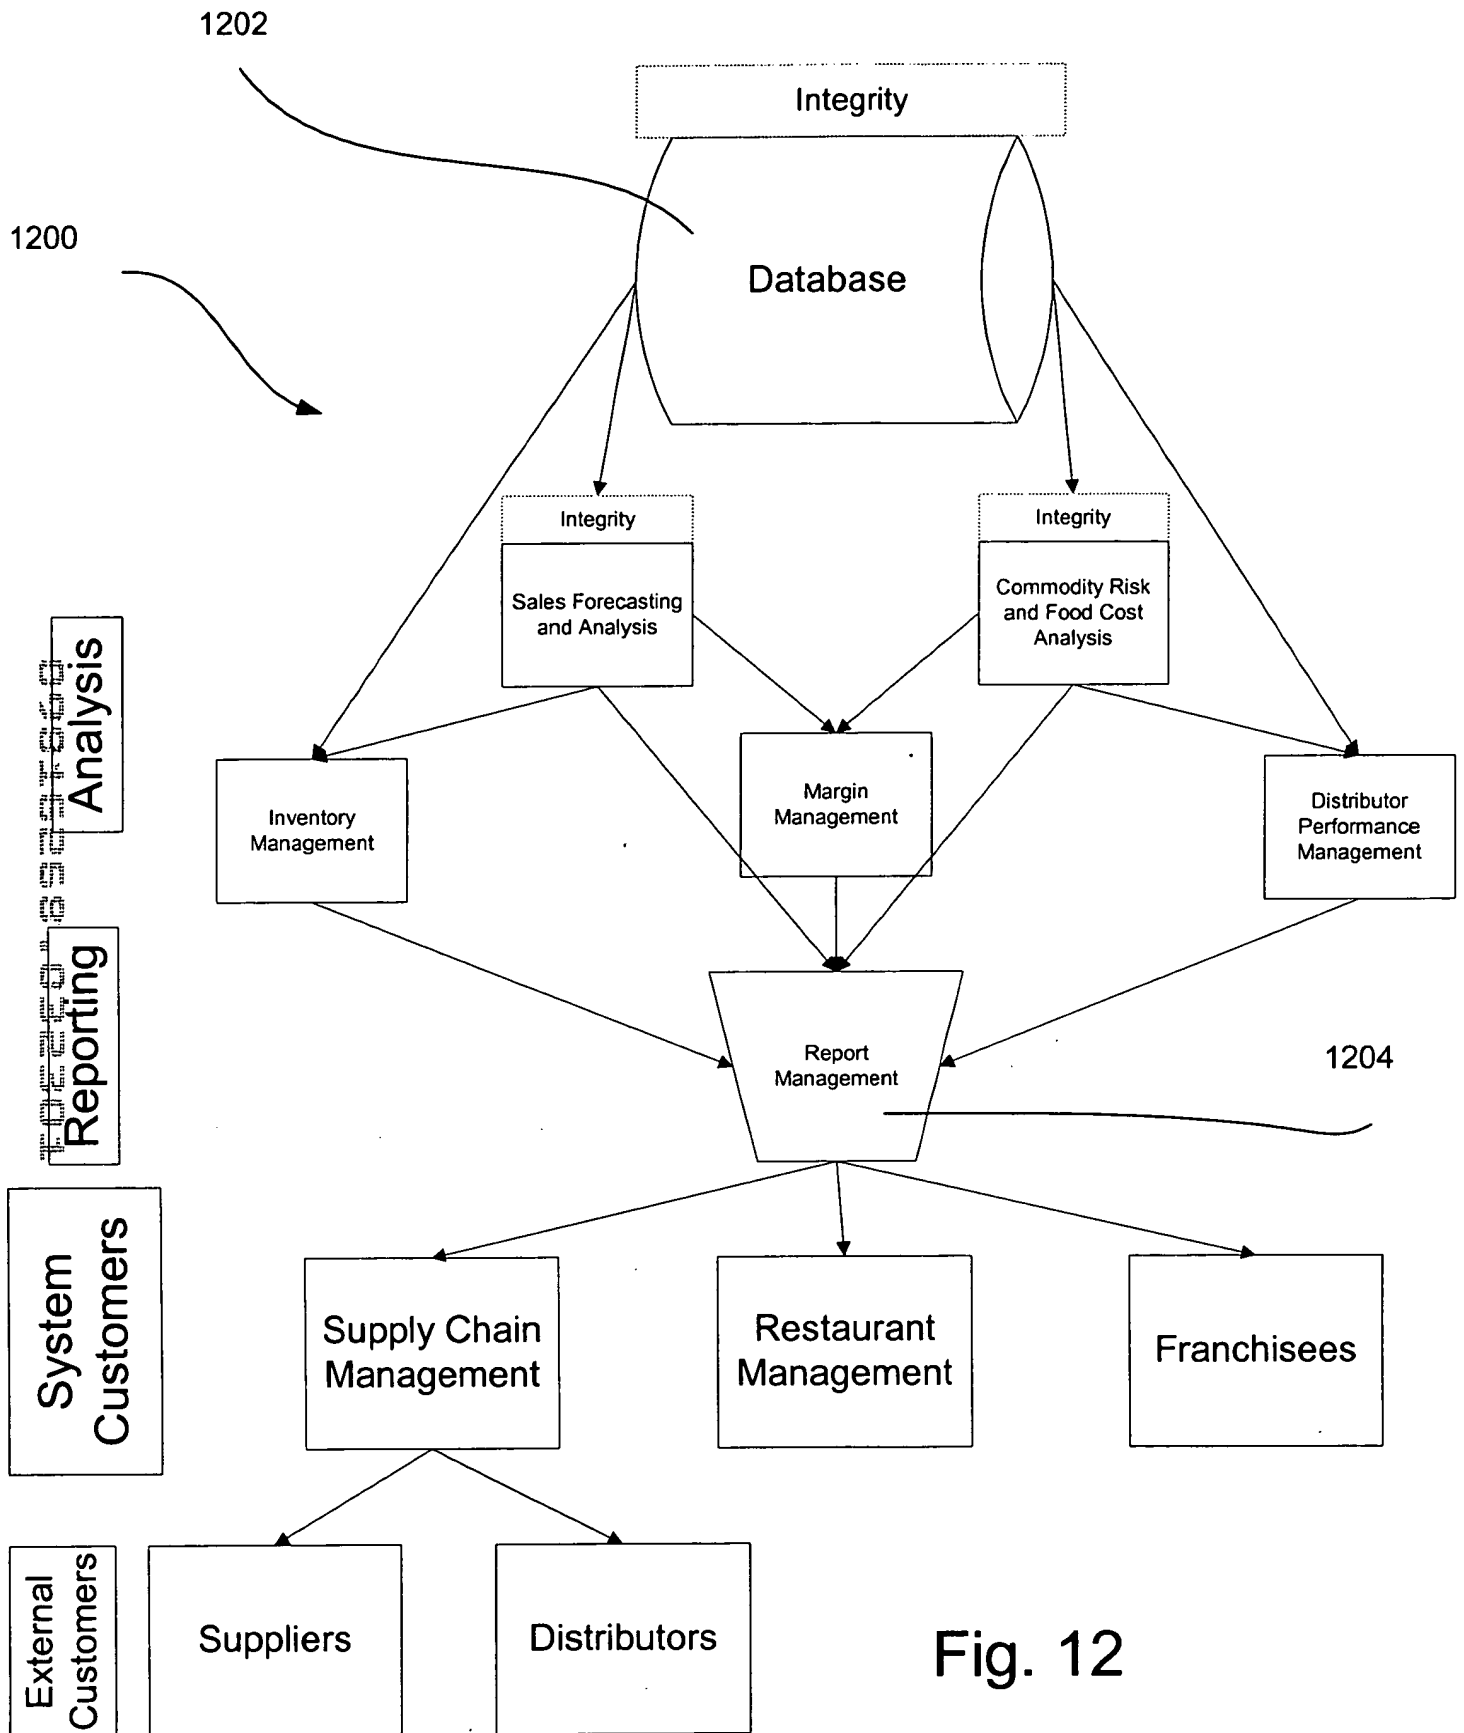 1202
Integrity
1200
Database
Integrity
Integrity
Sales Forecasting
and Analysis
Commodity Risk
and Food Cost
Analysis
Analysis
Inventory
Management
Margin
Management
Distributor
Performance
Management
Reporting
Report
Management
1204
System
Customers
Supply Chain
Management
Restaurant
Management
Franchisees
External
Customers
Suppliers
Distributors
Fig. 12